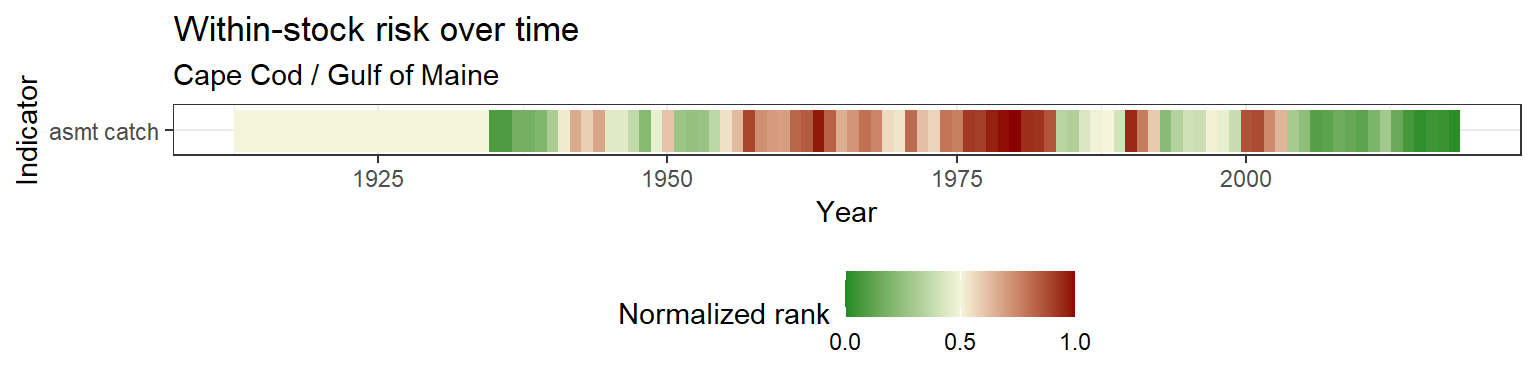 Within-stock risk over time
Cape Cod / Gulf of Maine
Indicator
asmt catch
1925 1950 1975 2000
Year
Normalized rank
0.0 0.5 1.0